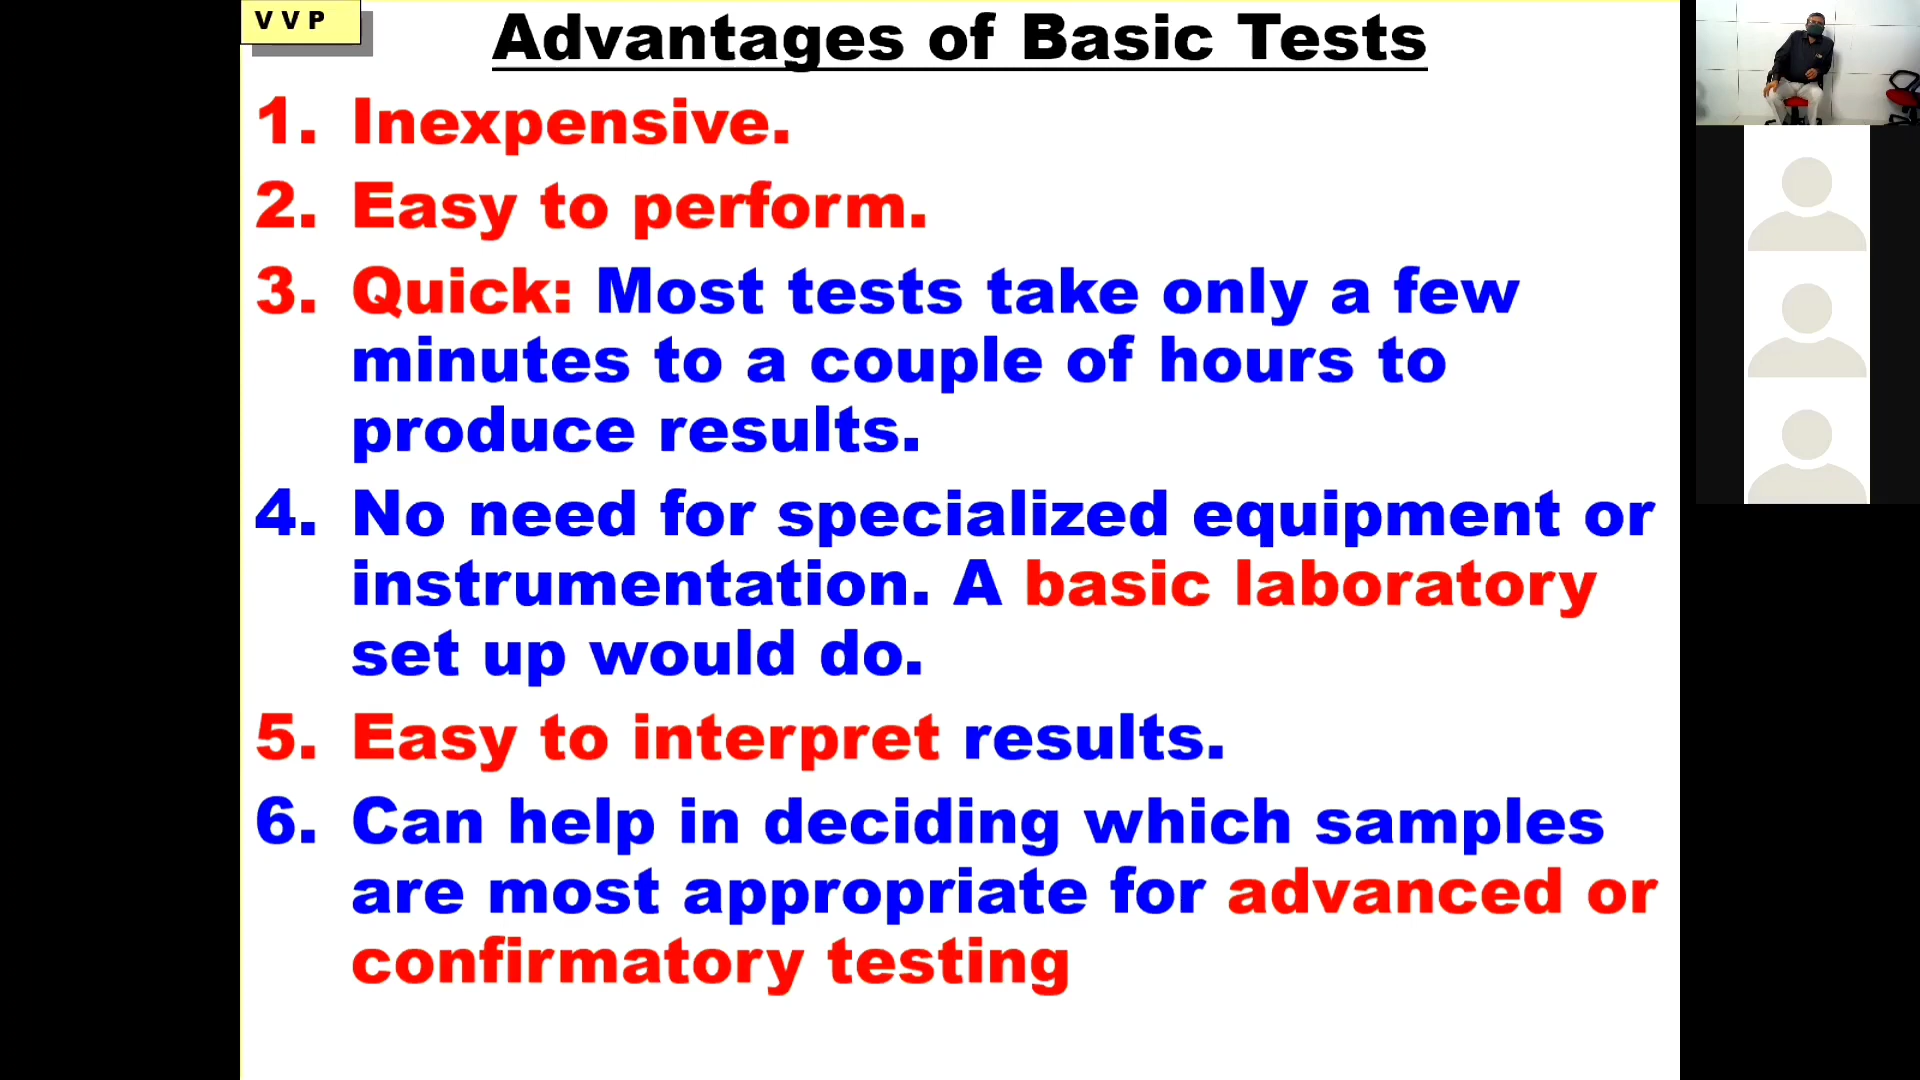 V V P
Advantages of Basic Tests
1. Inexpensive.
2. Easy to perform.
3. Quick: Most tests take only a few
minutes to a couple of hours to
produce results.
4. No need for specialized equipment or
instrumentation. A basic laboratory
set up would do.
5. Easy to interpret results.
6. Can help in deciding which samples
are most appropriate for advanced or
confirmatory testing